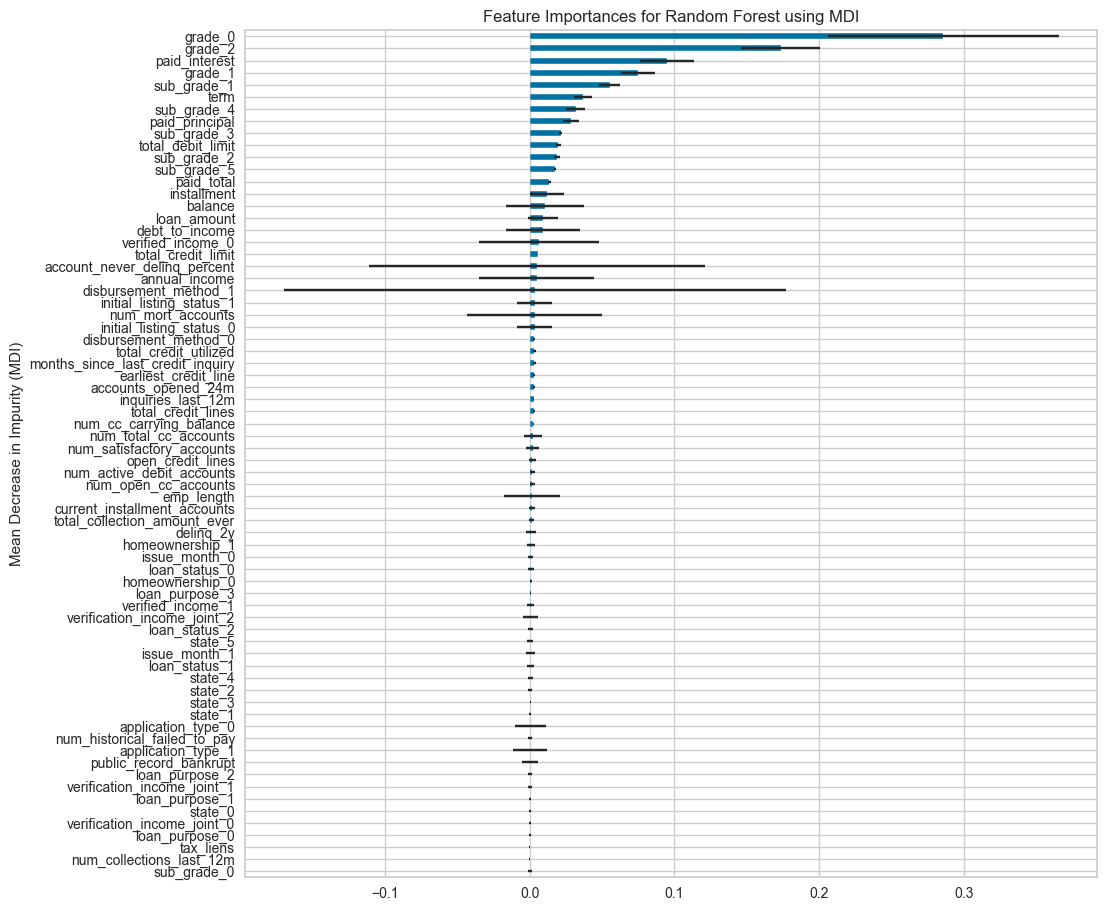 Feature Importances for Random Forest using MDI
grade_0
grade_2
paid_interest
grade_1
sub_grade_1
term
sub_grade_4
paid_principal
sub_grade_3
total_debit_limit
sub_grade_2
sub_grade_5
paid_total
installment
balance
loan_amount
debt_to_income
verified_income_0
total_credit_limit
account_never_delinq_percent
annual_income
disbursement_method_1
initial_listing_status_1
num_mort_accounts
initial_listing_status_0
disbursement_method_0
total_credit_utilized
months_since_last_credit_inquiry
earliest_credit_line
accounts_opened_24m
inquiries_last_12m
total_credit_lines
num_cc_carrying_balance
num_total_cc_accounts
num_satisfactory_accounts
open_credit_lines
num_active_debit_accounts
num_open_cc_accounts
emp_length
current_installment_accounts
total_collection_amount_ever
delinq_2y
homeownership_1
issue_month_0
loan_status_0
homeownership_0
loan_purpose_3
verified_income_1
verification_income_joint_2
loan_status_2
state_5
issue_month_1
loan_status_1
state_4
state_2
state_3
state_1
application_type_0
num_historical_failed_to_pay
application_type_1
public_record_bankrupt
loan_purpose_2
verification_income_joint_1
loan_purpose_1
state_0
verification_income_joint_0
loan_purpose_0
tax_liens
num_collections_last_12m
sub_grade_0
Mean Decrease in Impurity (MDI)
−0.1 0.0 0.1 0.2 0.3